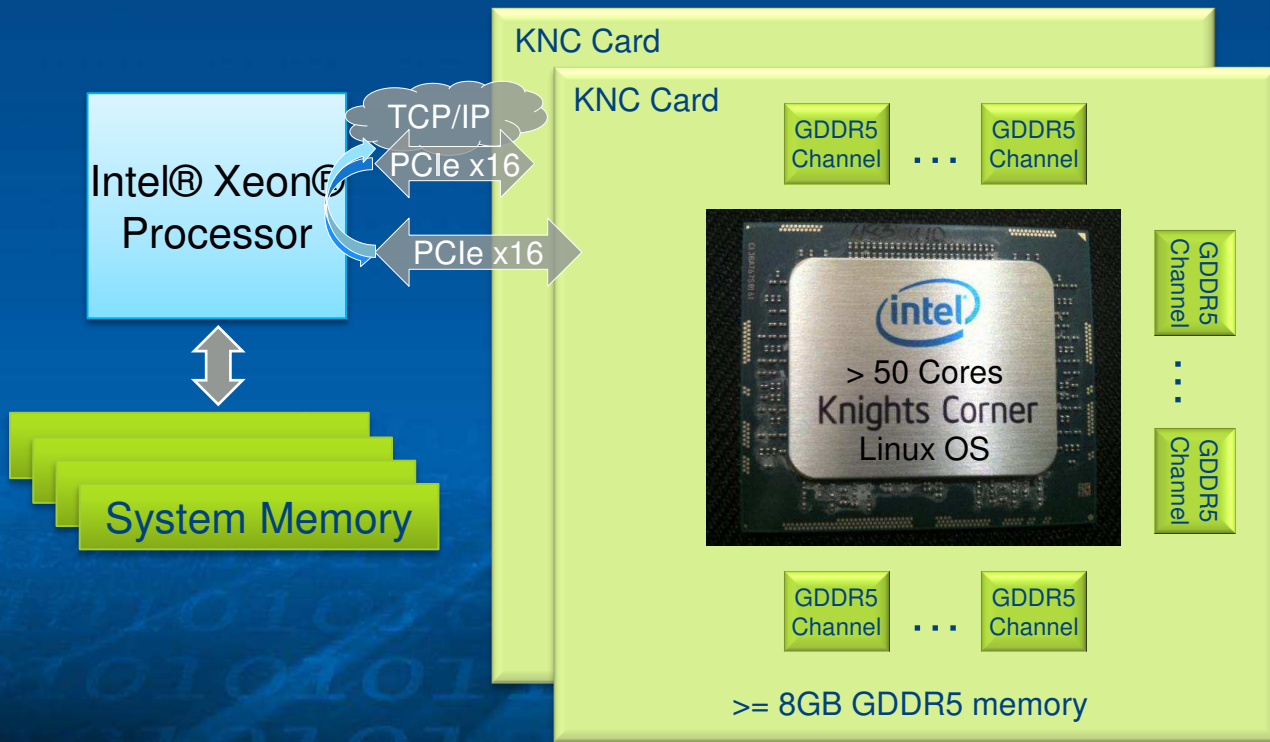 KNC Card
KNC Card
TCP/IP
PCIe x16
PCIe x16
Intel® Xeon®
Processor
System Memory
GDDR5
Channel
...
GDDR5
Channel
intel
> 50 Cores
Knights Corner
Linux OS
GDDR5
Channel
...
GDDR5
Channel
GDDR5
Channel
...
GDDR5
Channel
>= 8GB GDDR5 memory